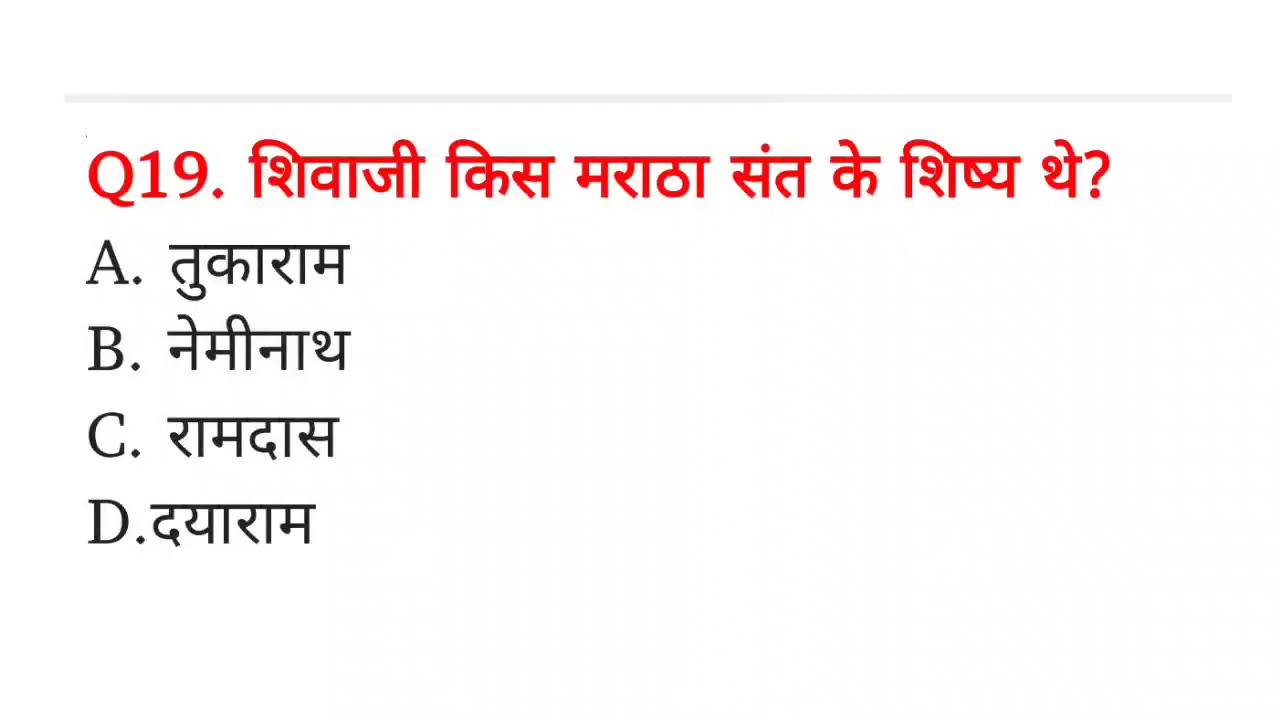 Q19. शिवाजी किस मराठा संत के शिष्य थे?
A. तुकाराम
B. नेमीनाथ
C. रामदास
D.दयाराम